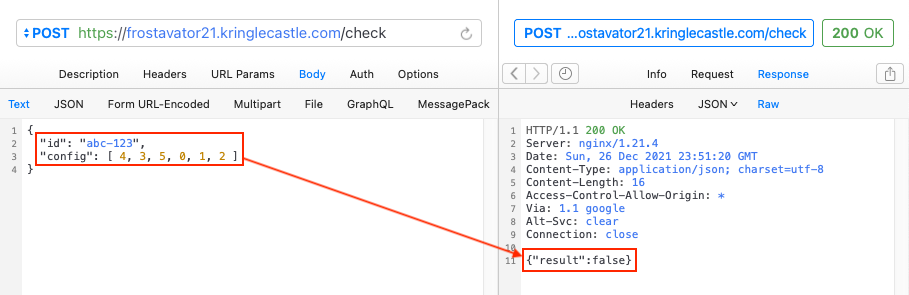 POST https://frostavator21.kringlecastle.com/check
Description Headers URL Params Body Auth Options
Text JSON Form URL-Encoded Multipart File GraphQL MessagePack
1 {
2 "id": "abc-123",
3 "config": [ 4, 3, 5, 0, 1, 2 ]
4 }
POST ...ostavator21.kringlecastle.com/check 200 OK
Info Request Response
Headers JSON Raw
1 HTTP/1.1 200 OK
2 Server: nginx/1.21.4
3 Date: Sun, 26 Dec 2021 23:51:20 GMT
4 Content-Type: application/json; charset=utf-8
5 Content-Length: 16
6 Access-Control-Allow-Origin: *
7 Via: 1.1 google
8 Alt-Svc: clear
9 Connection: close
10
11 {"result":false}